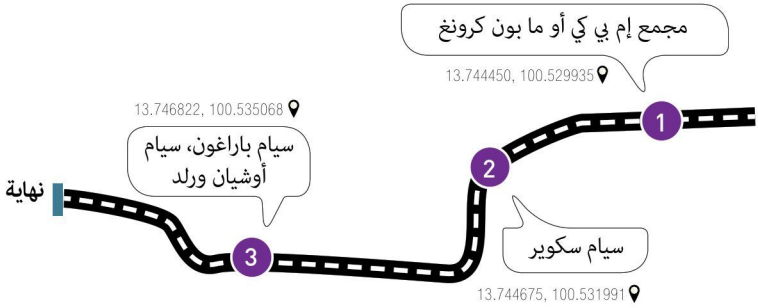 مجمع إم بي كي أو ما بون كرونغ
13.744450, 100.529935
1
2
سيام سكوير
13.744675, 100.531991
13.746822, 100.535068
سيام باراغون، سيام
أوشيان ورلد
3
نهاية